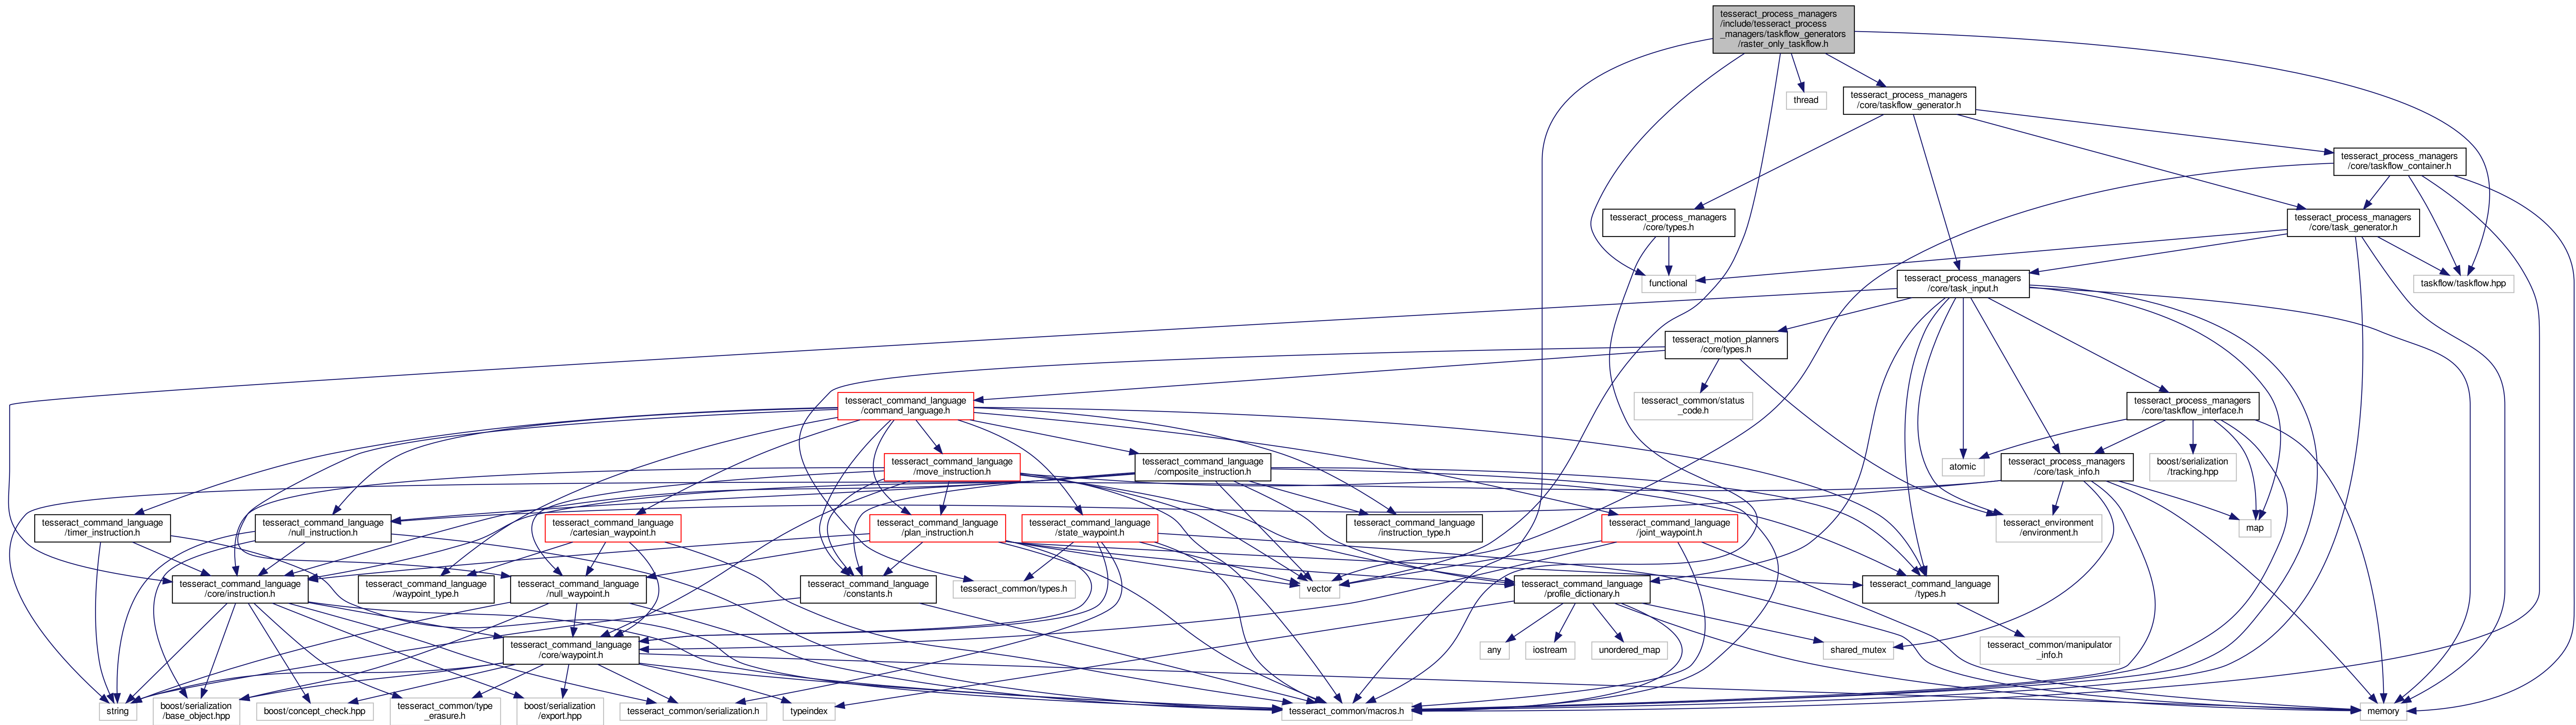 tesseract_process_managers
/include/tesseract_process
_managers/taskflow_generators
/raster_only_taskflow.h
thread
tesseract_process_managers
/core/taskflow_generator.h
tesseract_process_managers
/core/taskflow_container.h
tesseract_process_managers
/core/types.h
tesseract_process_managers
/core/task_generator.h
functional
tesseract_process_managers
/core/task_input.h
taskflow/taskflow.hpp
tesseract_motion_planners
/core/types.h
tesseract_command_language
/command_language.h
tesseract_common/status
_code.h
tesseract_process_managers
/core/taskflow_interface.h
tesseract_command_language
/move_instruction.h
tesseract_command_language
/composite_instruction.h
atomic
tesseract_process_managers
/core/task_info.h
boost/serialization
/tracking.hpp
tesseract_command_language
/timer_instruction.h
tesseract_command_language
/null_instruction.h
tesseract_command_language
/cartesian_waypoint.h
tesseract_command_language
/plan_instruction.h
tesseract_command_language
/state_waypoint.h
tesseract_command_language
/instruction_type.h
tesseract_command_language
/joint_waypoint.h
tesseract_environment
/environment.h
map
tesseract_command_language
/core/instruction.h
tesseract_command_language
/waypoint_type.h
tesseract_command_language
/null_waypoint.h
tesseract_command_language
/constants.h
tesseract_common/types.h
vector
tesseract_command_language
/profile_dictionary.h
tesseract_command_language
/types.h
tesseract_command_language
/core/waypoint.h
any
iostream
unordered_map
shared_mutex
tesseract_common/manipulator
_info.h
string
boost/serialization
/base_object.hpp
boost/concept_check.hpp
tesseract_common/type
_erasure.h
boost/serialization
/export.hpp
tesseract_common/serialization.h
typeindex
tesseract_common/macros.h
memory